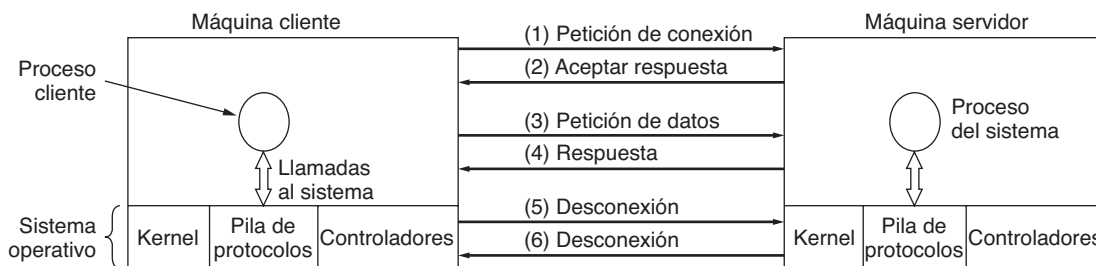 Máquina cliente
Máquina servidor
(1) Petición de conexión
Proceso
cliente
(2) Aceptar respuesta
(3) Petición de datos
Proceso
del sistema
(4) Respuesta
Llamadas
al sistema
Sistema
operativo
Kernel
Pila de
protocolos
Controladores
(5) Desconexión
(6) Desconexión
Kernel
Pila de
protocolos
Controladores